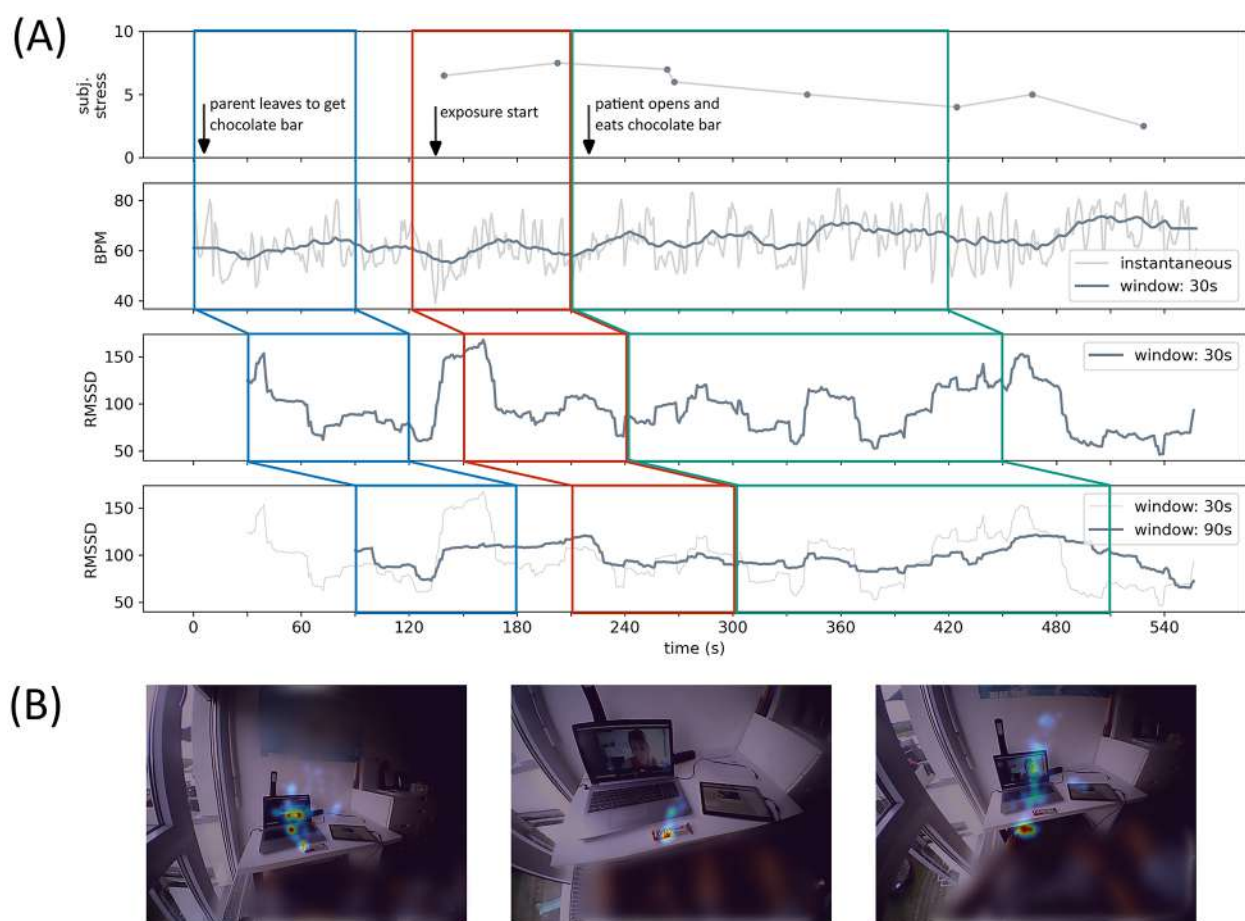 (A)
10
5
0
subj.
stress
parent leaves to get
chocolate bar
exposure start
patient opens and
eats chocolate bar
80
60
40
BPM
instantaneous
window: 30s
150
100
50
RMSSD
window: 30s
150
100
50
RMSSD
window: 30s
window: 90s
0 60 120 180 240 300 360 420 480 540
time (s)
(B)